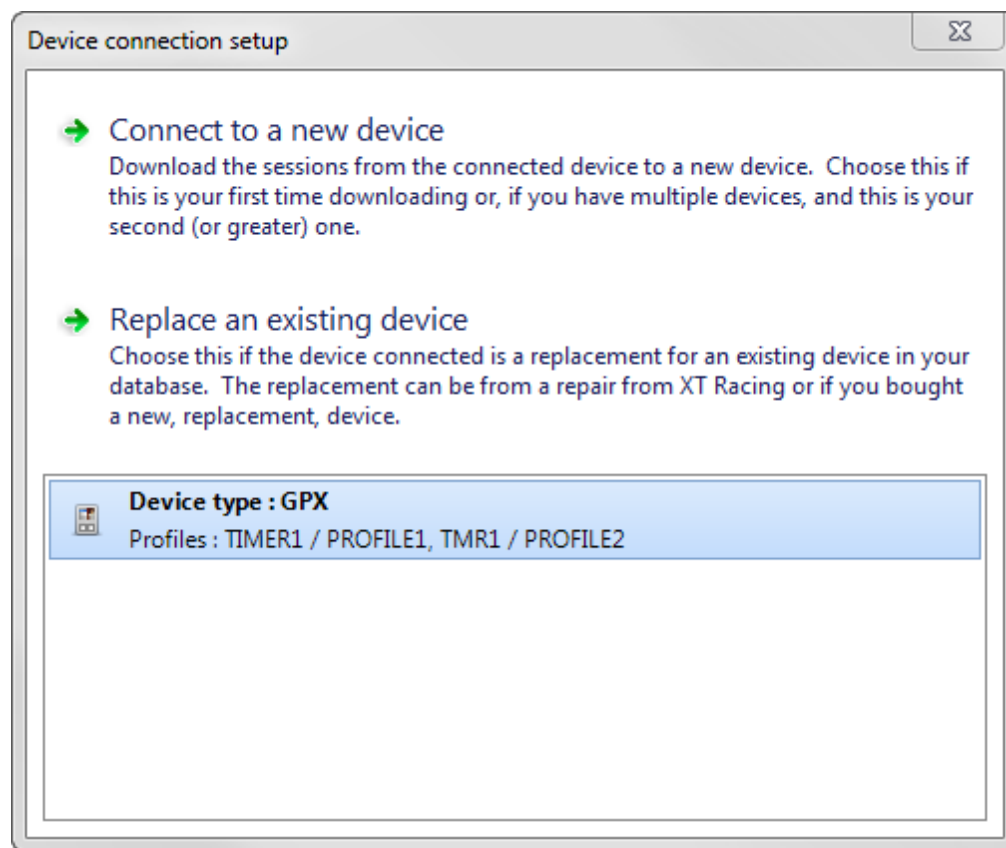 Device connection setup
Connect to a new device
Download the sessions from the connected device to a new device.  Choose this if
this is your first time downloading or, if you have multiple devices, and this is your
second (or greater) one.
Replace an existing device
Choose this if the device connected is a replacement for an existing device in your
database.  The replacement can be from a repair from XT Racing or if you bought
a new, replacement, device.
Device type : GPX
Profiles : TIMER1 / PROFILE1, TMR1 / PROFILE2